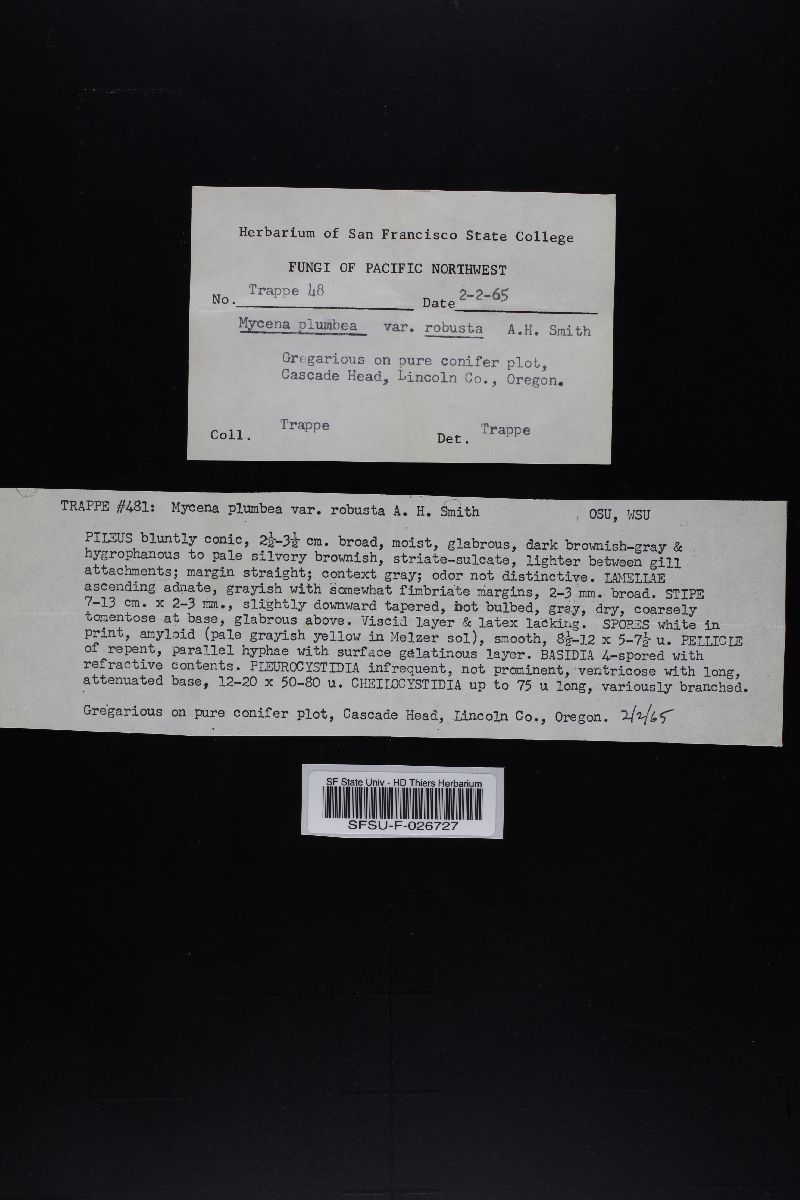 Herbarium of San Francisco State College
FUNGI OF PACIFIC NORTHWEST
No. Trappe 48 Date 2-2-65
Mycena plumbea var. robusta A.H. Smith
Gregarious on pure conifer plot,
Cascade Head, Lincoln Co., Oregon.
Coll. Trappe Det. Trappe
TRAPPE #481: Mycena plumbea var. robusta A. H. Smith OSU, WSU
PILEUS bluntly conic, 2½-3½ cm. broad, moist, glabrous, dark brownish-gray &
hygrophanous to pale silvery brownish, striate-sulcate, lighter between gill
attachments; margin straight; context gray; odor not distinctive. LAMELLAE
ascending adnate, grayish with somewhat fimbriate margins, 2-3 mm. broad. STIPE
7-13 cm. x 2-3 mm., slightly downward tapered, not bulbed, gray, dry, coarsely
tomentose at base, glabrous above. Viscid layer & latex lacking. SPORES white in
print, amyloid (pale grayish yellow in Melzer sol), smooth, 8½-12 x 5-7½ u. PELLICLE
of repent, parallel hyphae with surface gelatinous layer. BASIDIA 4-spored with
refractive contents. PLEUROCYSTIDIA infrequent, not prominent, ventricose with long,
attenuated base, 12-20 x 50-80 u. CHEILOCYSTIDIA up to 75 u long, variously branched.
Gregarious on pure conifer plot, Cascade Head, Lincoln Co., Oregon. 2/2/65
SF State Univ - HD Thiers Herbarium
SFSU-F-026727